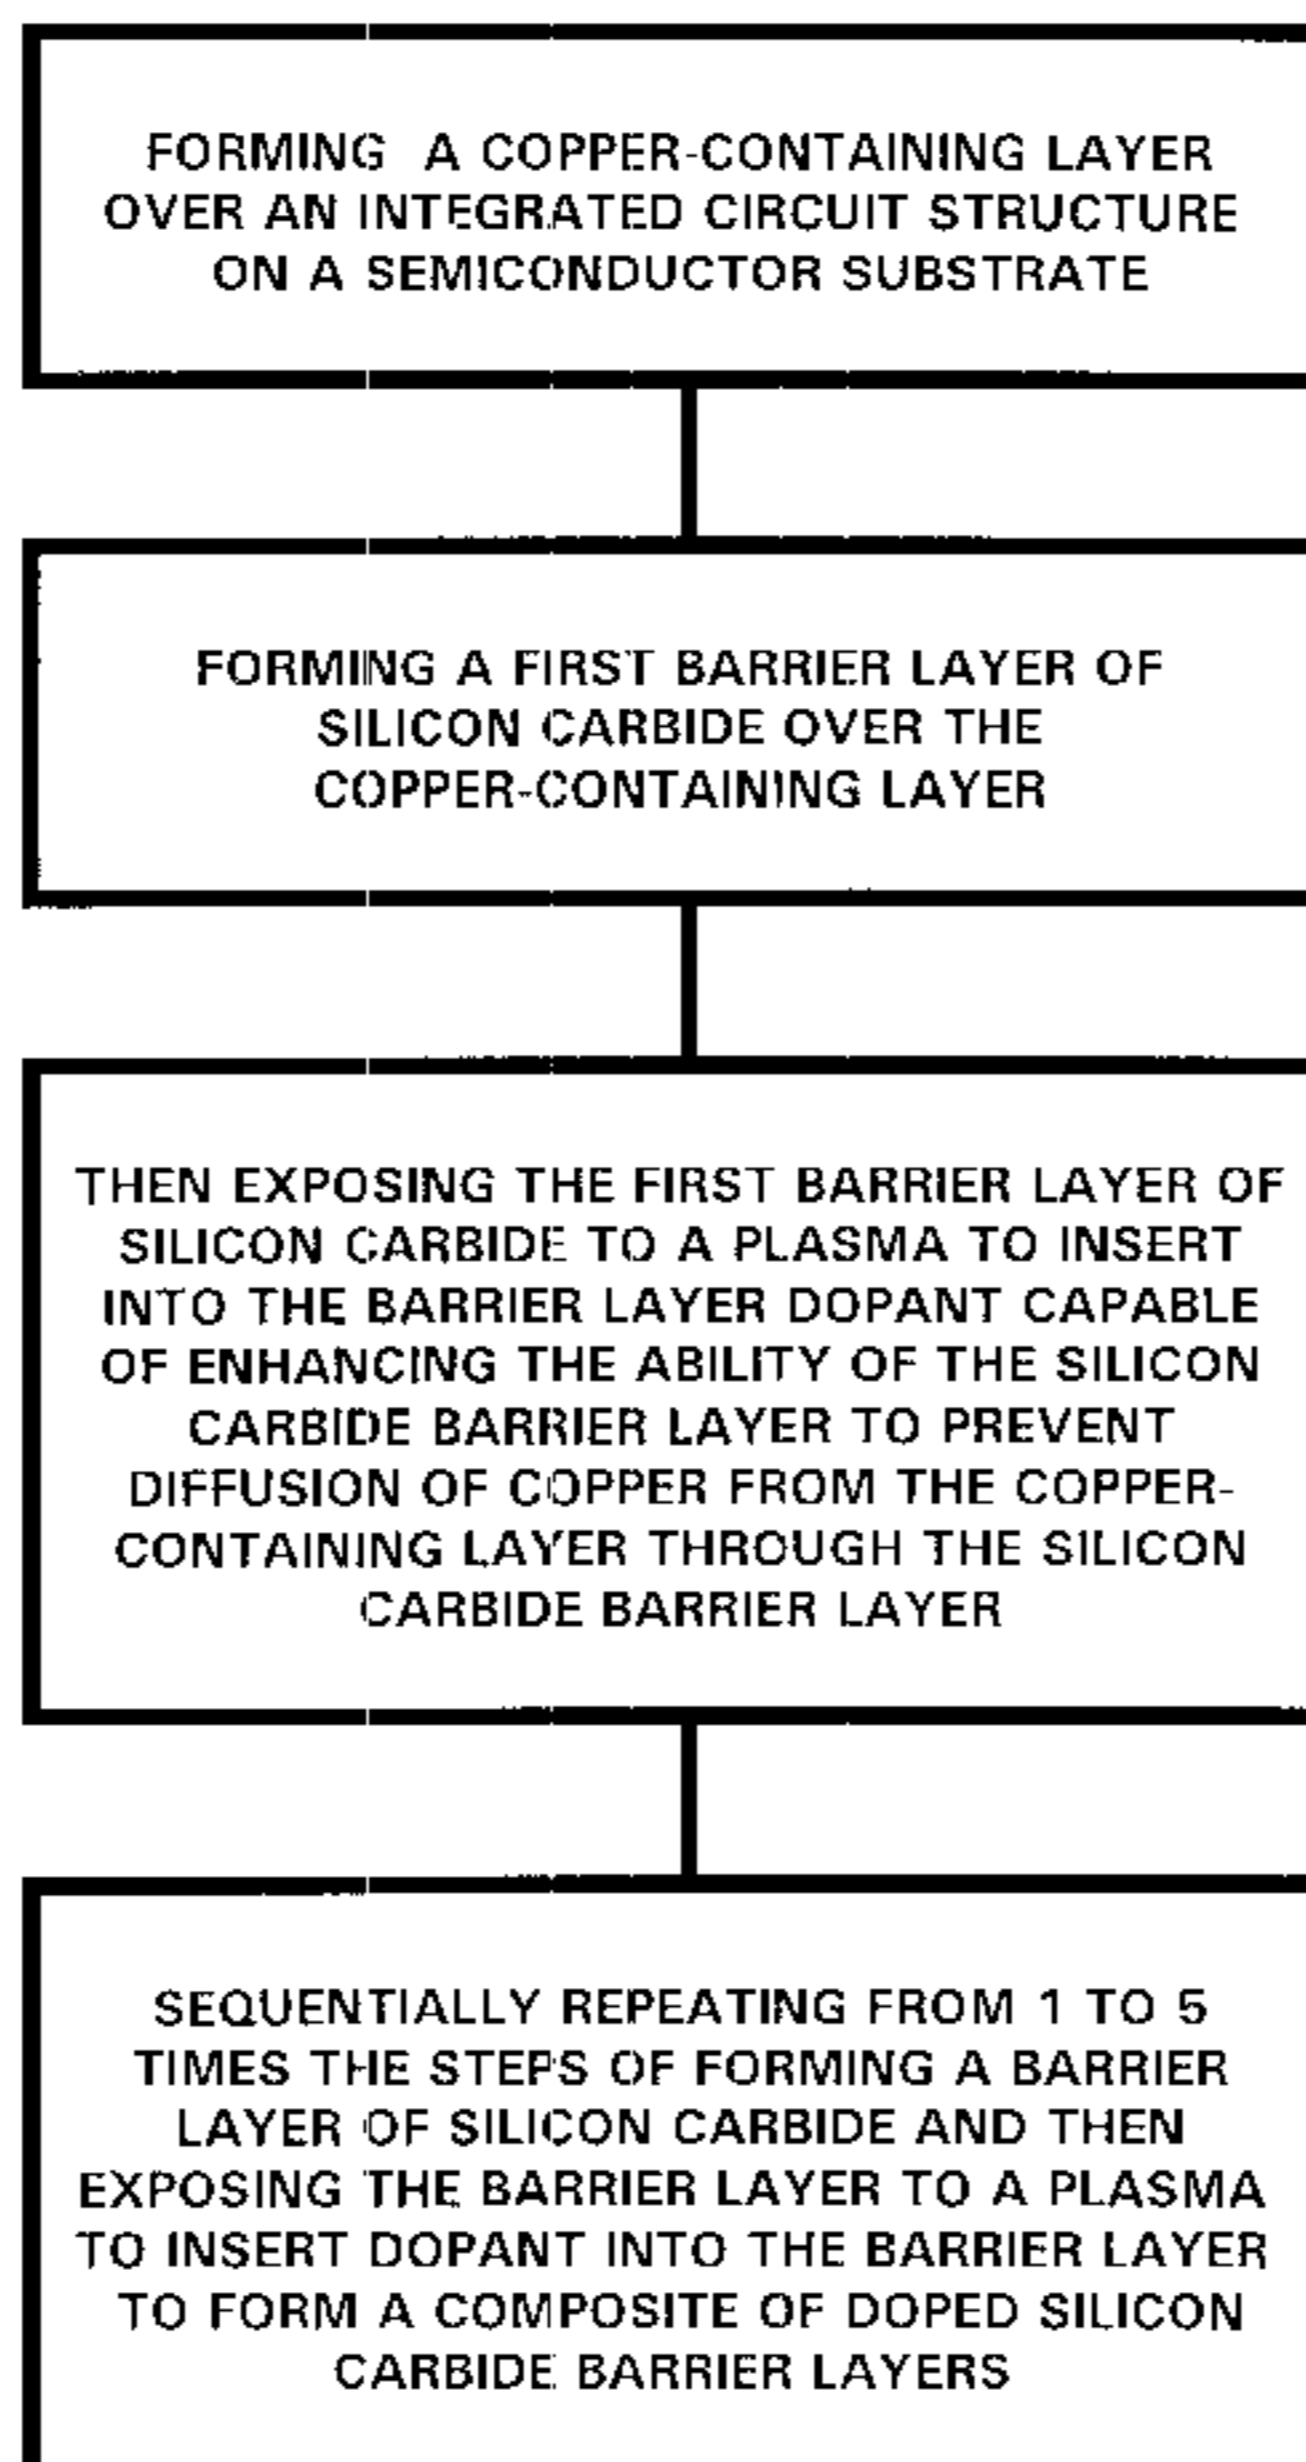 FORMING A COPPER-CONTAINING LAYER
OVER AN INTEGRATED CIRCUIT STRUCTURE
ON A SEMICONDUCTOR SUBSTRATE
FORMING A FIRST BARRIER LAYER OF
SILICON CARBIDE OVER THE
COPPER-CONTAINING LAYER
THEN EXPOSING THE FIRST BARRIER LAYER OF
SILICON CARBIDE TO A PLASMA TO INSERT
INTO THE BARRIER LAYER DOPANT CAPABLE
OF ENHANCING THE ABILITY OF THE SILICON
CARBIDE BARRIER LAYER TO PREVENT
DIFFUSION OF COPPER FROM THE COPPER-
CONTAINING LAYER THROUGH THE SILICON
CARBIDE BARRIER LAYER
SEQUENTIALLY REPEATING FROM 1 TO 5
TIMES THE STEPS OF FORMING A BARRIER
LAYER OF SILICON CARBIDE AND THEN
EXPOSING THE BARRIER LAYER TO A PLASMA
TO INSERT DOPANT INTO THE BARRIER LAYER
TO FORM A COMPOSITE OF DOPED SILICON
CARBIDE BARRIER LAYERS